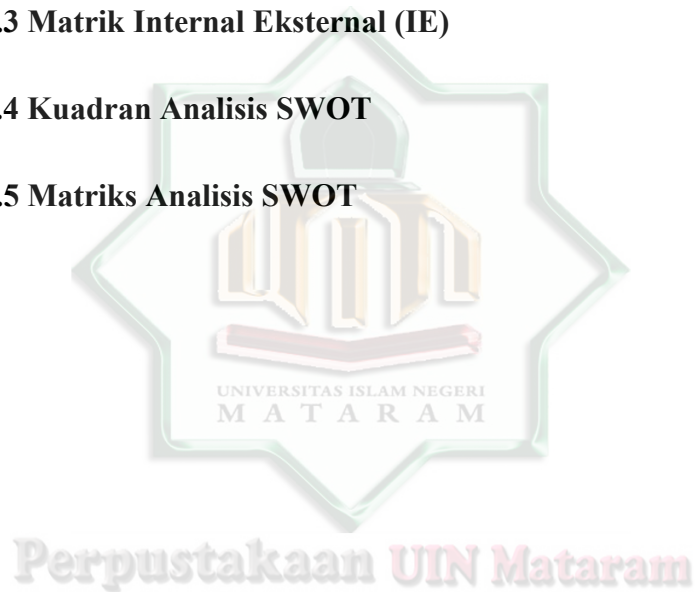 .3 Matrik Internal Eksternal (IE)
.4 Kuadran Analisis SWOT
.5 Matriks Analisis SWOT
UNIVERSITAS ISLAM NEGERI
MATARAM
Perpustakaan UIN Mataram